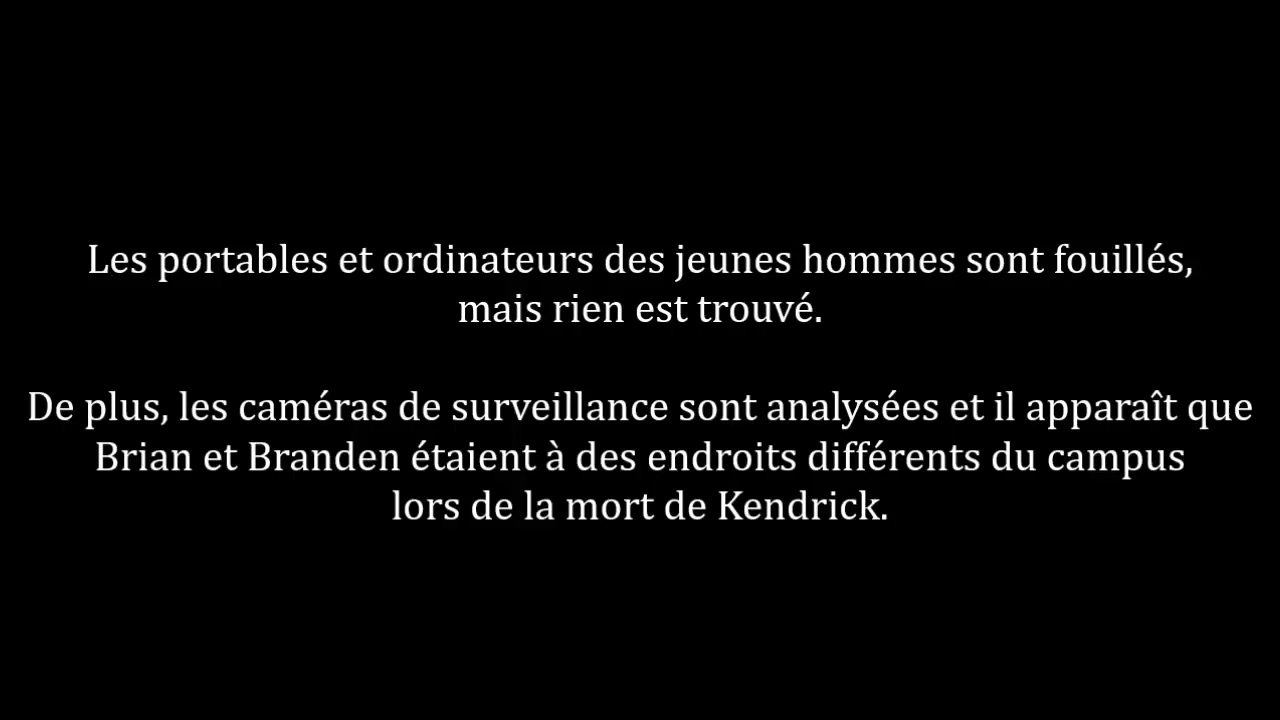 Les portables et ordinateurs des jeunes hommes sont fouillés,
mais rien est trouvé.
De plus, les caméras de surveillance sont analysées et il apparaît que
Brian et Branden étaient à des endroits différents du campus
lors de la mort de Kendrick.